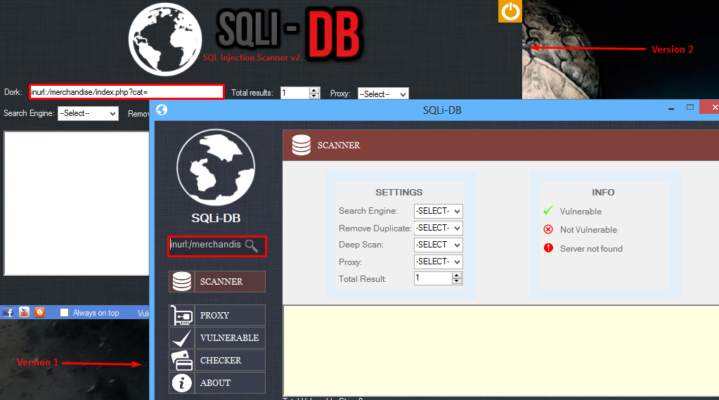 SQLI - DB
SQL Injection Scanner v2
Version 2
Dork: inurl:/merchandise/index.php?cat= Total results: 1 Proxy: --Select--
Search Engine: --Select-- Remov
SQLi-DB
SCANNER
SQLi-DB
inurl:/merchandis
SETTINGS
Search Engine: -SELECT-
Remove Duplicate: -SELECT-
Deep Scan: -SELECT
Proxy: -SELECT-
Total Result: 1
INFO
Vulnerable
Not Vulnerable
Server not found
SCANNER
PROXY
VULNERABLE
CHECKER
ABOUT
Always on top Vul
Version 1